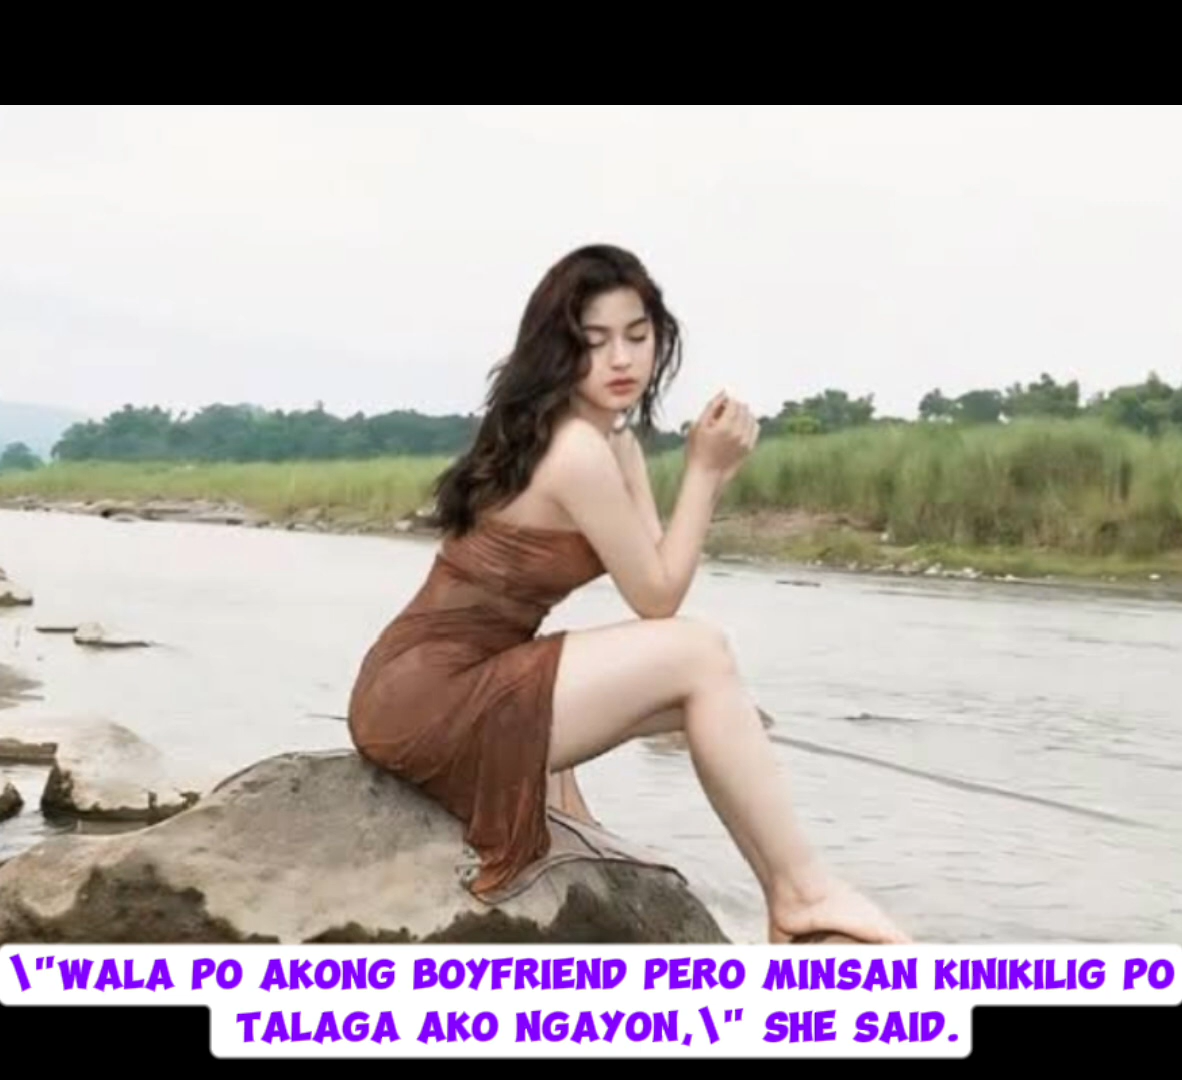 \"WALA PO AKONG BOYFRIEND PERO MINSAN KINIKILIG PO
TALAGA AKO NGAYON,\" SHE SAID.